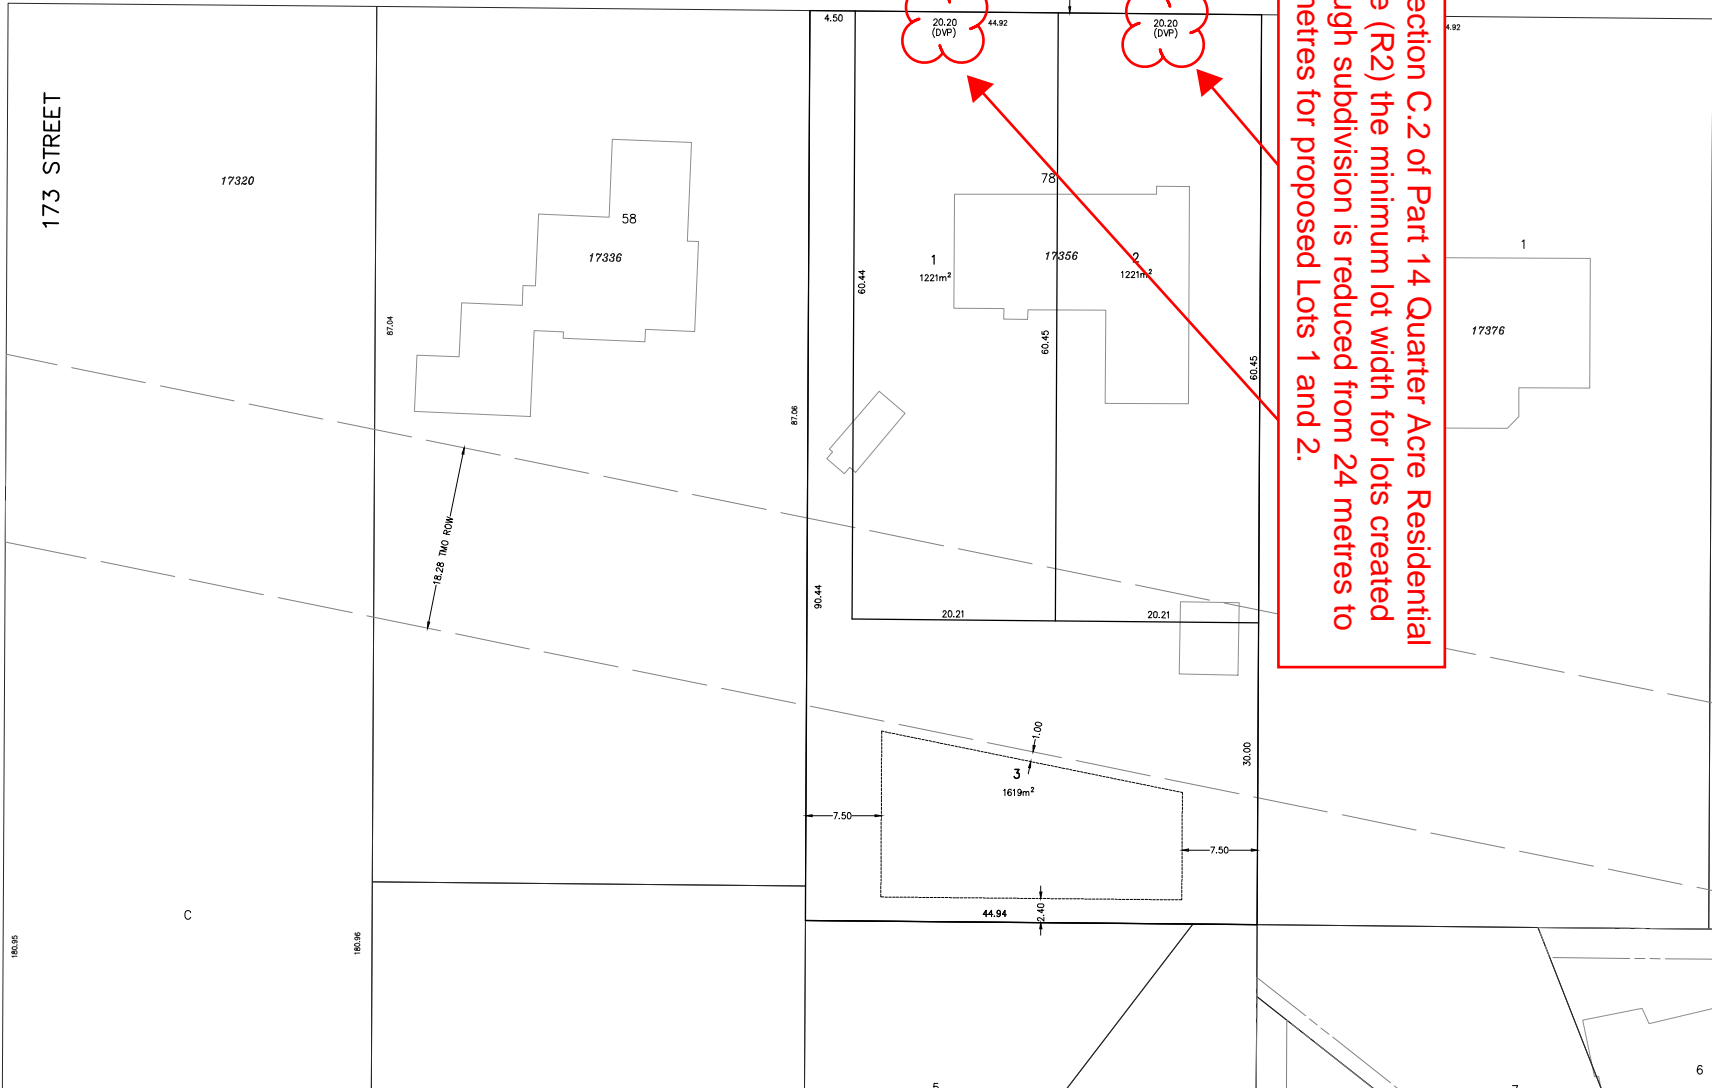 4.50
20.20
(DVP)
44.92
20.20
(DVP)
4.92
173 STREET
17320
58
17336
78
1
1221m²
17356
2
1221m²
1
17376
60.44
60.45
60.45
87.04
87.06
90.44
18.28 TMO ROW
20.21
20.21
1.00
30.00
3
1619m²
7.50
7.50
44.94
2.40
C
180.95
180.96
ection C.2 of Part 14 Quarter Acre Residential
e (R2) the minimum lot width for lots created
ugh subdivision is reduced from 24 metres to
metres for proposed Lots 1 and 2.
6